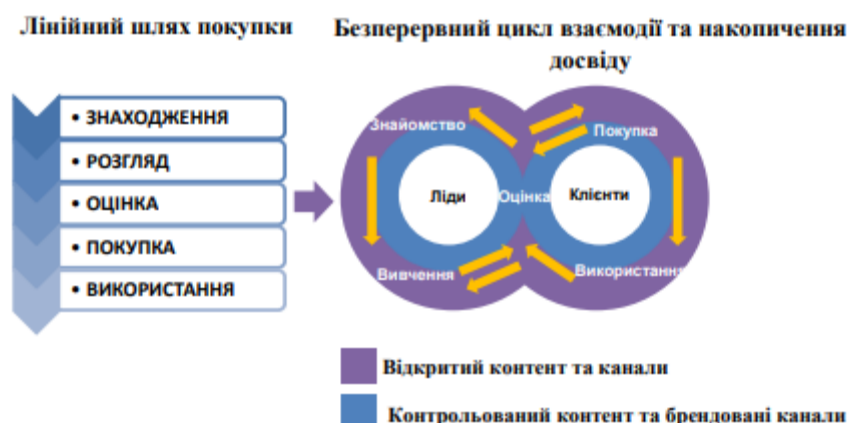 Лінійний шлях покупки
Безперервний цикл взаємодії та накопичення
досвіду
• ЗНАХОДЖЕННЯ
• РОЗГЛЯД
• ОЦІНКА
• ПОКУПКА
• ВИКОРИСТАННЯ
Знайомство
Покупка
Ліди
Оцінка
Клієнти
Вивчення
Використання
Відкритий контент та канали
Контрольований контент та брендовані канали